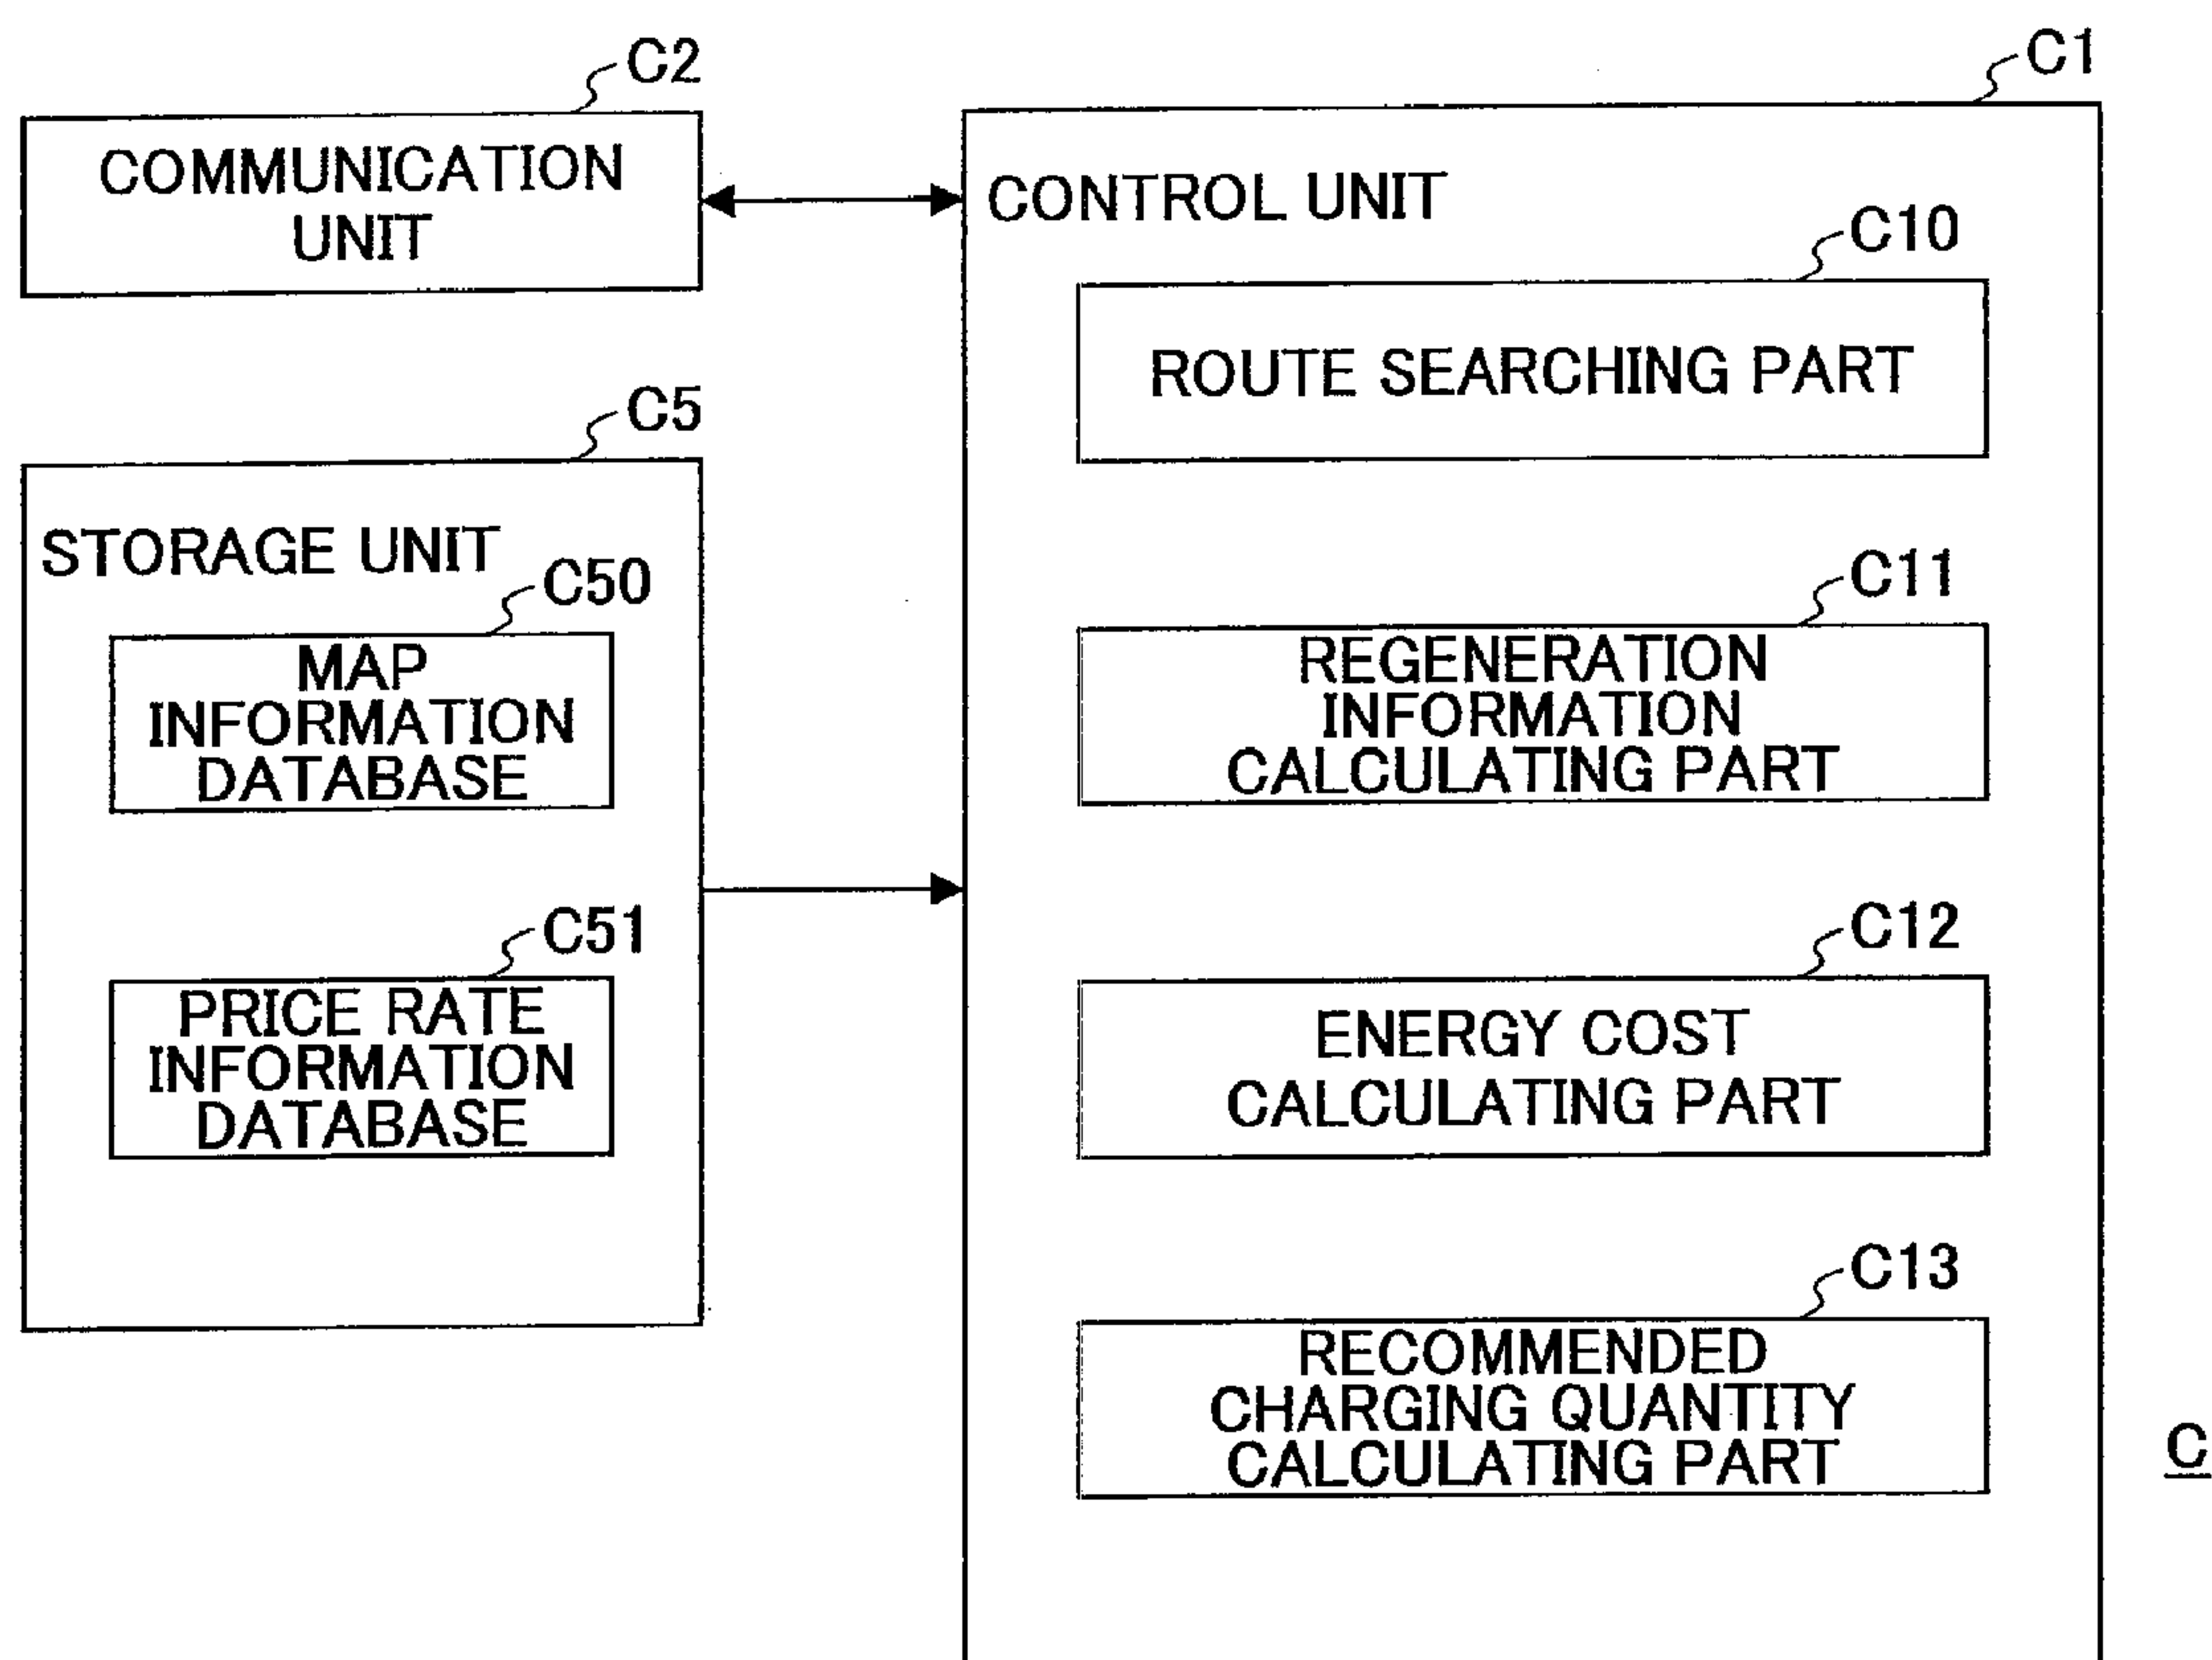 C2
COMMUNICATION
UNIT
C5
STORAGE UNIT
C50
MAP
INFORMATION
DATABASE
C51
PRICE RATE
INFORMATION
DATABASE
C1
CONTROL UNIT
C10
ROUTE SEARCHING PART
C11
REGENERATION
INFORMATION
CALCULATING PART
C12
ENERGY COST
CALCULATING PART
C13
RECOMMENDED
CHARGING QUANTITY
CALCULATING PART
C